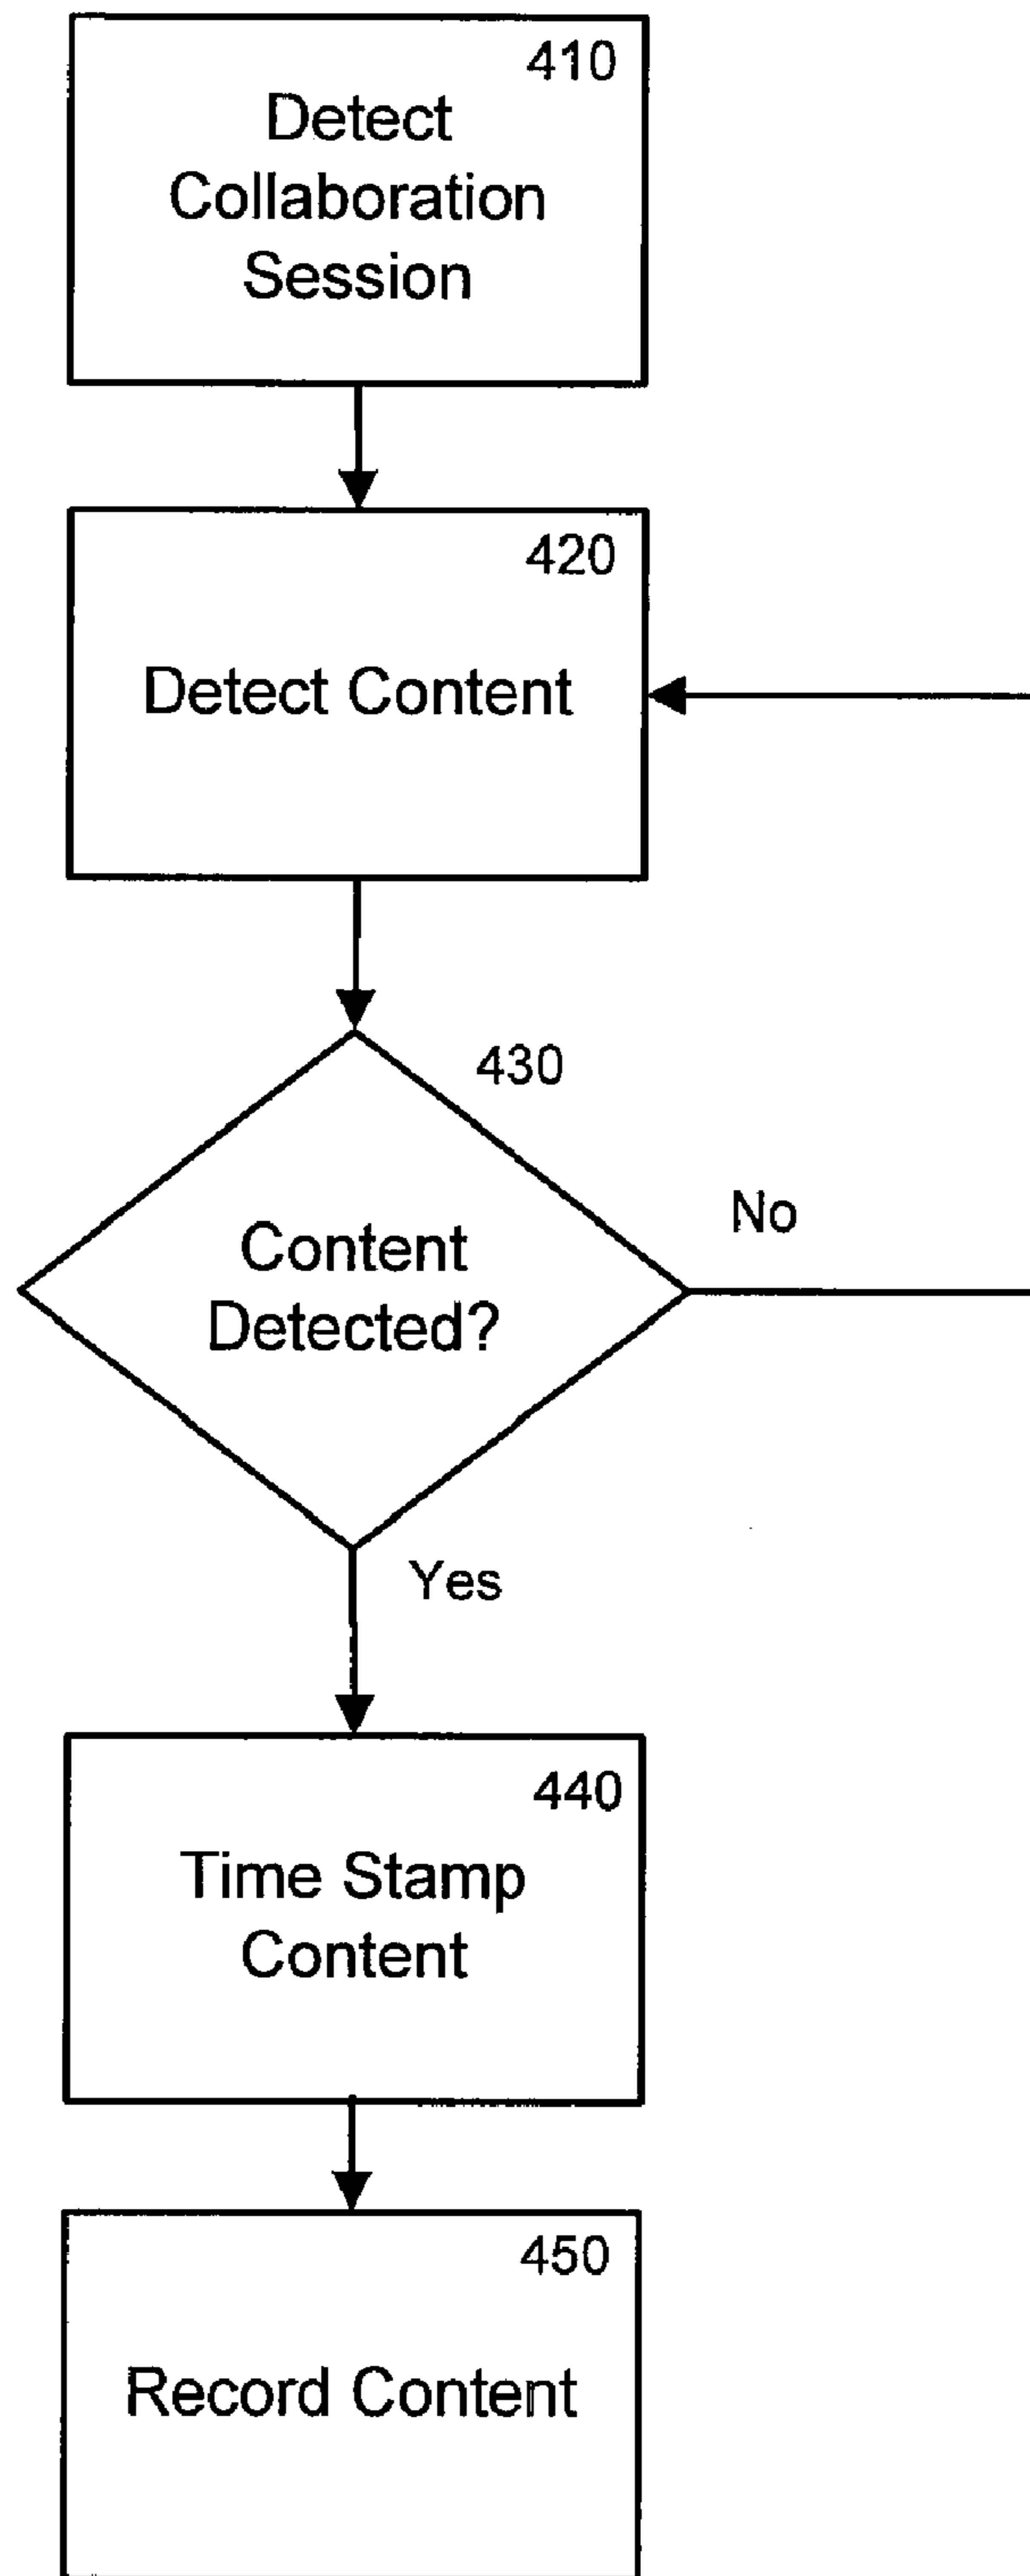 410
Detect
Collaboration
Session
420
Detect Content
430
Content
Detected?
No
Yes
440
Time Stamp
Content
450
Record Content